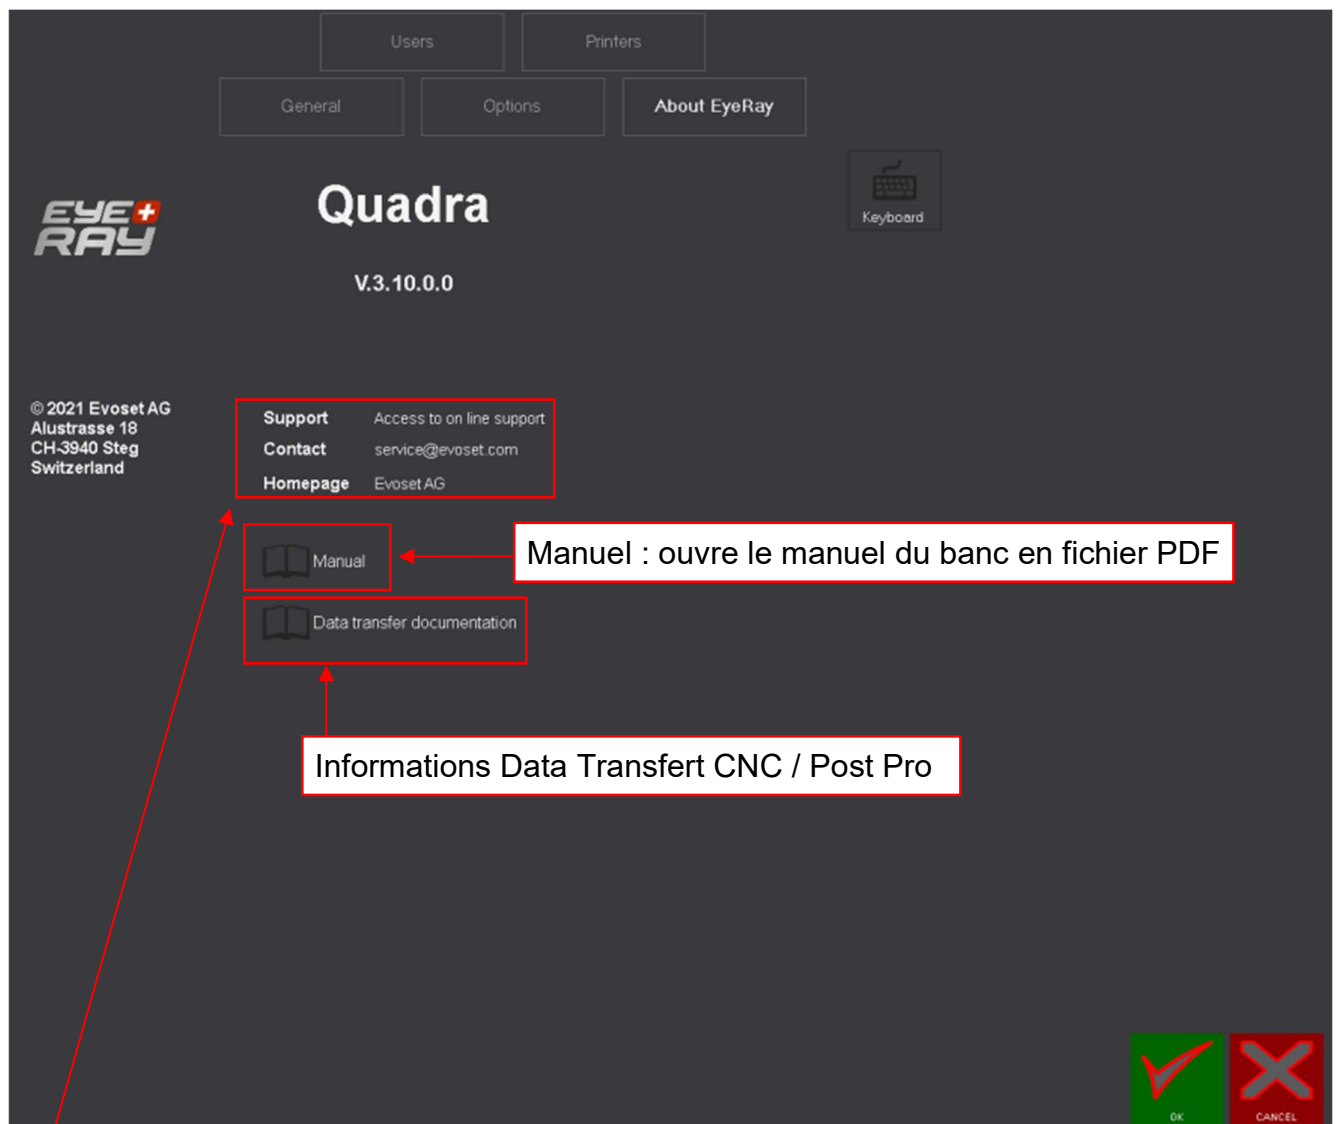 Users
Printers
General
Options
About EyeRay
EYE
RAY
Quadra
Keyboard
V.3.10.0.0
© 2021 Evoset AG
Alustrasse 18
CH-3940 Steg
Switzerland
Support Access to on line support
Contact service@evoset.com
Homepage Evoset AG
Manual
Manuel : ouvre le manuel du banc en fichier PDF
Data transfer documentation
Informations Data Transfert CNC / Post Pro
OK
CANCEL